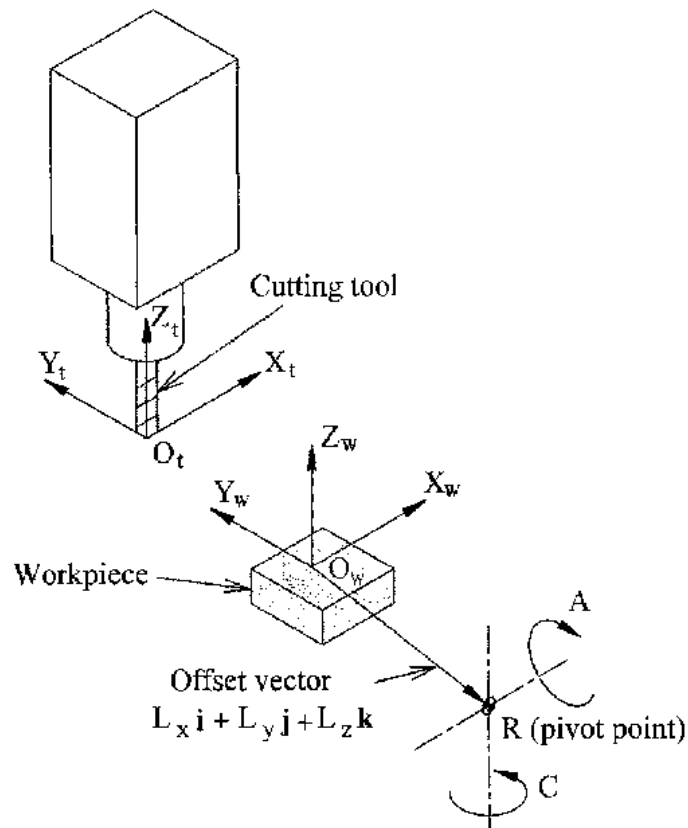 Cutting tool
Z_t
Y_t
X_t
O_t
Z_w
Y_w
X_w
O_w
Workpiece
A
Offset vector
L_x i + L_y j + L_z k
R (pivot point)
C